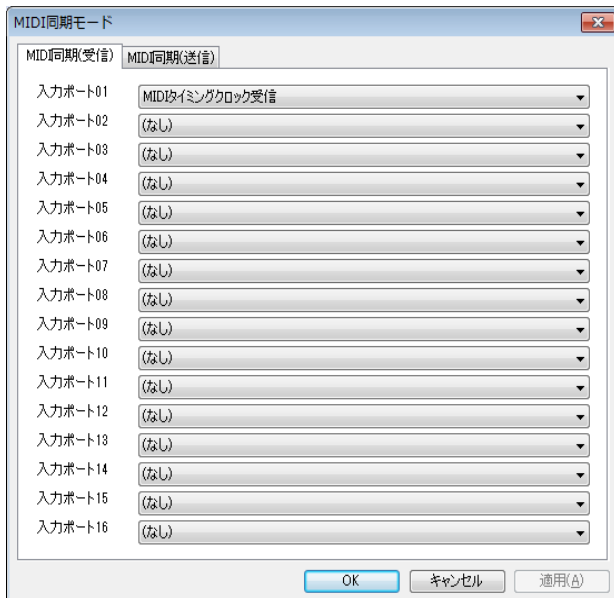 MIDI同期モード
MIDI同期(受信) MIDI同期(送信)
入力ポート01 MIDIタイミングクロック受信
入力ポート02 (なし)
入力ポート03 (なし)
入力ポート04 (なし)
入力ポート05 (なし)
入力ポート06 (なし)
入力ポート07 (なし)
入力ポート08 (なし)
入力ポート09 (なし)
入力ポート10 (なし)
入力ポート11 (なし)
入力ポート12 (なし)
入力ポート13 (なし)
入力ポート14 (なし)
入力ポート15 (なし)
入力ポート16 (なし)
OK キャンセル 適用(A)